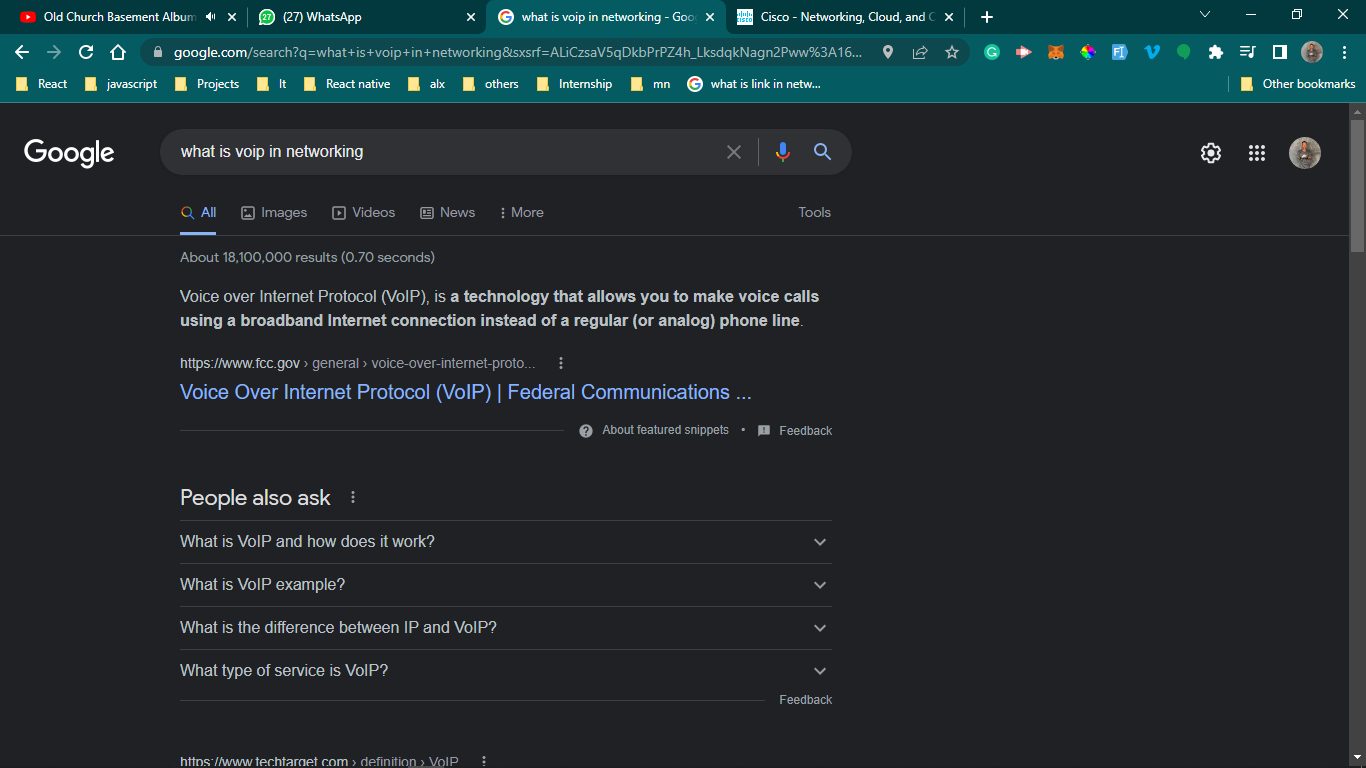 Old Church Basement Album
27
(27) WhatsApp
what is voip in networking - Goo
Cisco - Networking, Cloud, and C
google.com/search?q=what+is+voip+in+networking&sxsrf=ALiCzsaV5qDkbPrPZ4h_LksdqkNagn2Pww%3A16...
React
javascript
Projects
It
React native
alx
others
Internship
mn
what is link in netw...
Other bookmarks
Google
what is voip in networking
All
Images
Videos
News
More
Tools
About 18,100,000 results (0.70 seconds)
Voice over Internet Protocol (VoIP), is a technology that allows you to make voice calls
using a broadband Internet connection instead of a regular (or analog) phone line.
https://www.fcc.gov › general › voice-over-internet-proto...
Voice Over Internet Protocol (VoIP) | Federal Communications ...
About featured snippets • Feedback
People also ask
What is VoIP and how does it work?
What is VoIP example?
What is the difference between IP and VoIP?
What type of service is VoIP?
Feedback
https://www.techtarget.com › definition › VoIP